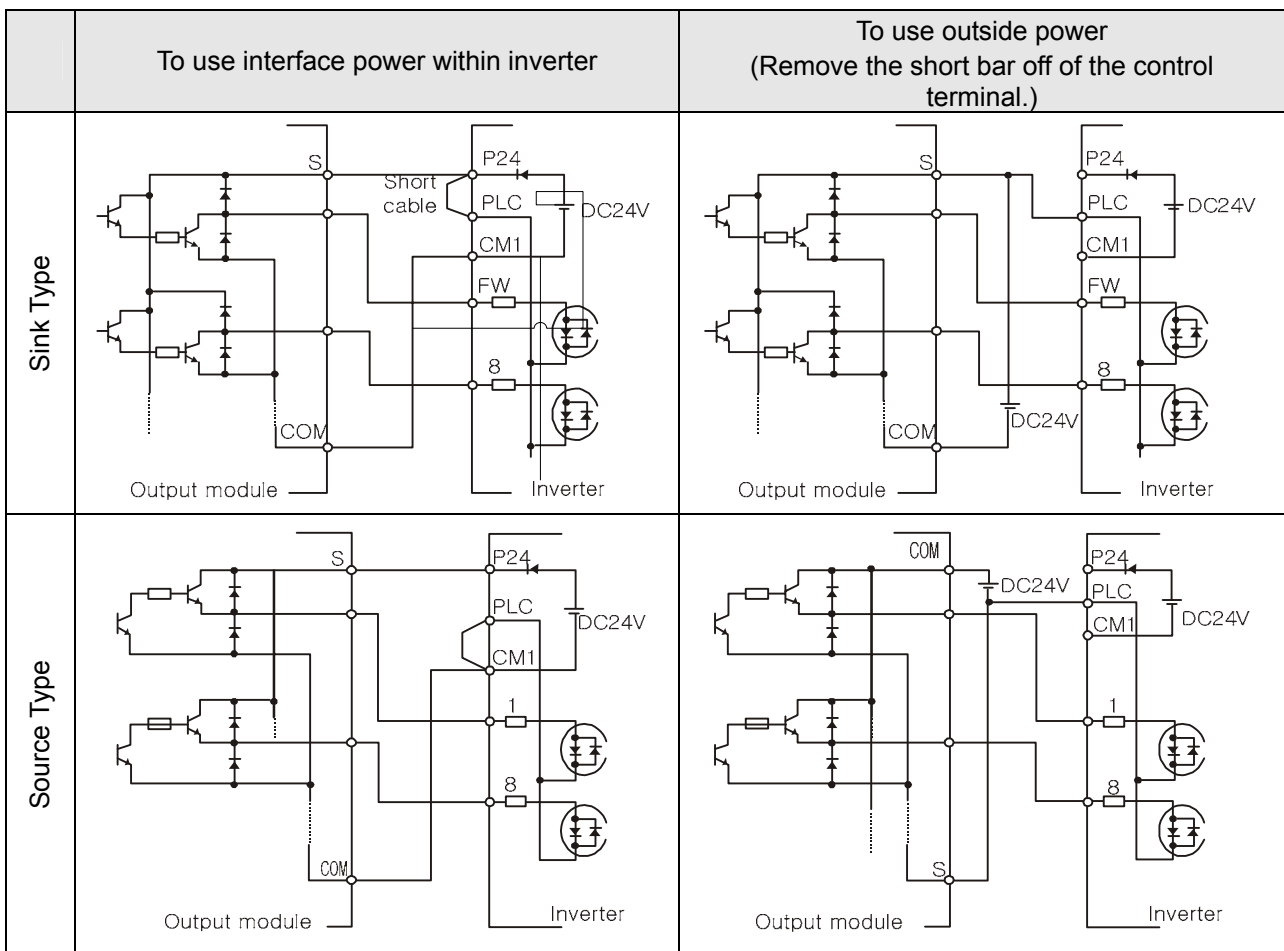 To use interface power within inverter
To use outside power
(Remove the short bar off of the control
terminal.)
Sink Type
S
Short
cable
P24
PLC
DC24V
CM1
FW
8
COM
Output module
Inverter
S
P24
PLC
DC24V
CM1
FW
8
DC24V
COM
Output module
Inverter
Source Type
S
P24
PLC
DC24V
CM1
1
8
COM
Output module
Inverter
COM
P24
DC24V
PLC
DC24V
CM1
1
8
S
Output module
Inverter